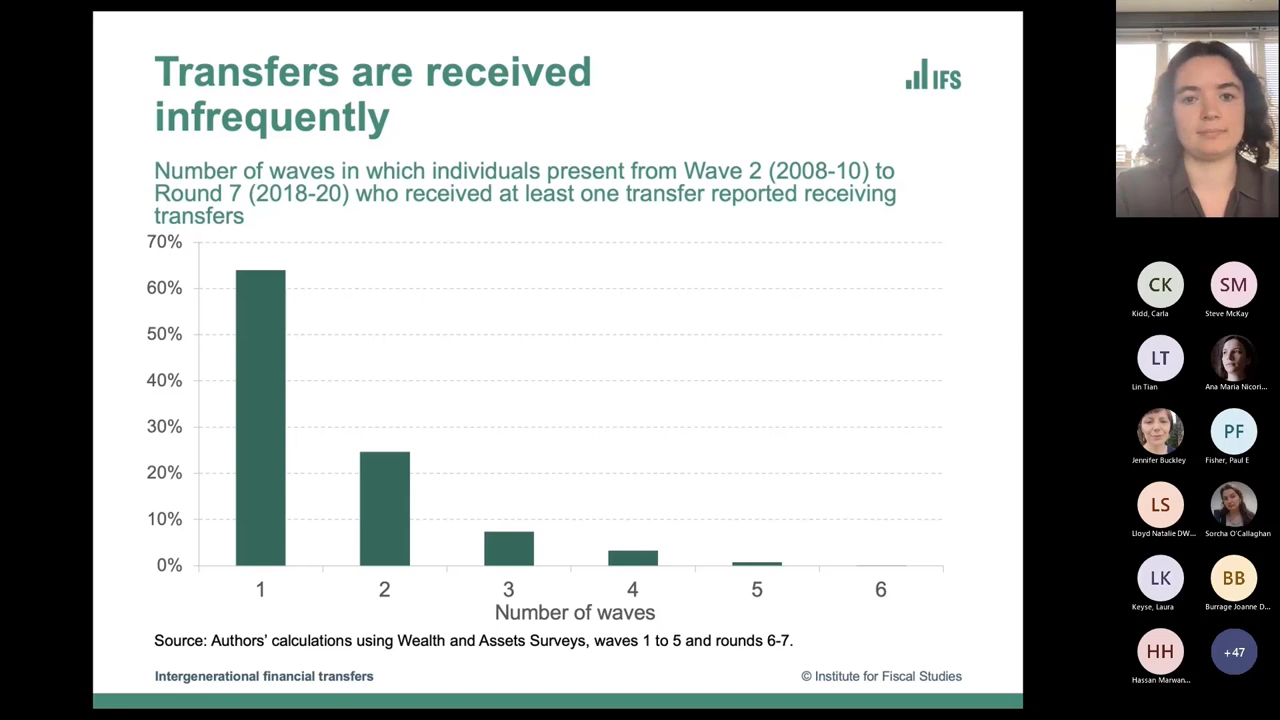 Transfers are received
infrequently
IFS
Number of waves in which individuals present from Wave 2 (2008-10) to
Round 7 (2018-20) who received at least one transfer reported receiving
transfers
70%
60%
50%
40%
30%
20%
10%
0%
1 2 3 4 5 6
Number of waves
Source: Authors' calculations using Wealth and Assets Surveys, waves 1 to 5 and rounds 6-7.
Intergenerational financial transfers
© Institute for Fiscal Studies
CK
Kidd, Carla
SM
Steve McKay
LT
Lin Tian
Ana Maria Nicori...
Jennifer Buckley
PF
Fisher, Paul E
LS
Lloyd Natalie DW...
Sorcha O'Callaghan
LK
Keyse, Laura
BB
Burrage Joanne D...
HH
Hassan Marwan...
+47